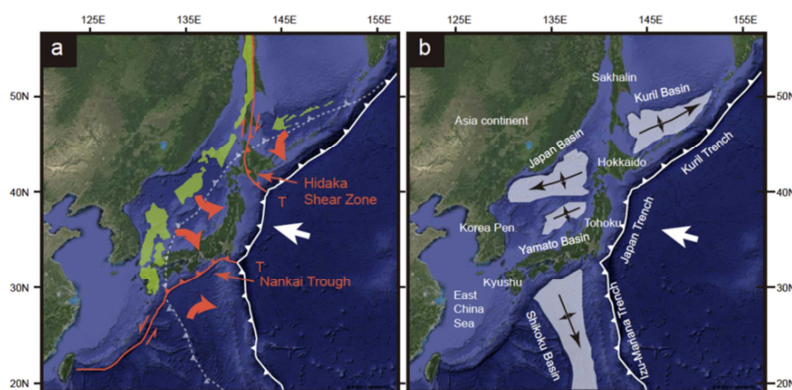 125E 135E 145E 155E
a
50N
40N
30N
20N
Hidaka
Shear Zone
T
T
Nankai Trough
125E 135E 145E 155E
b
50N
40N
30N
20N
Sakhalin
Kuril Basin
Asia continent
Japan Basin
Hokkaido
Kuril Trench
Korea Pen
Tohoku
Yamato Basin
Japan Trench
Kyushu
East
China
Sea
Shikoku Basin
Izu-Mariana Trench